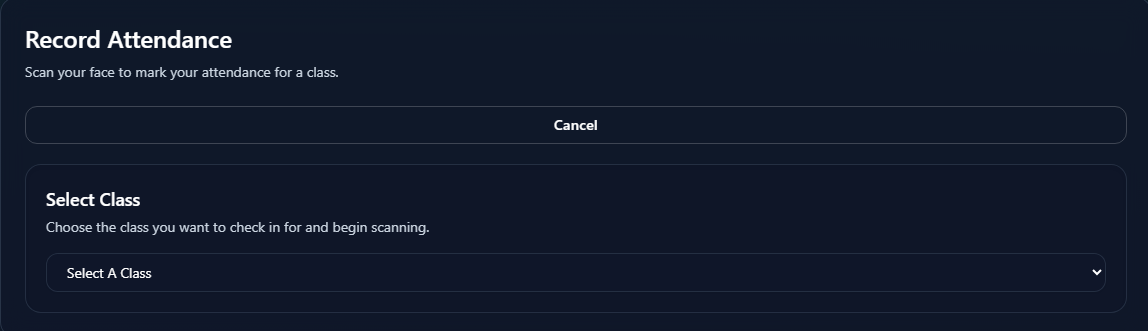 Record Attendance
Scan your face to mark your attendance for a class.
Cancel
Select Class
Choose the class you want to check in for and begin scanning.
Select A Class